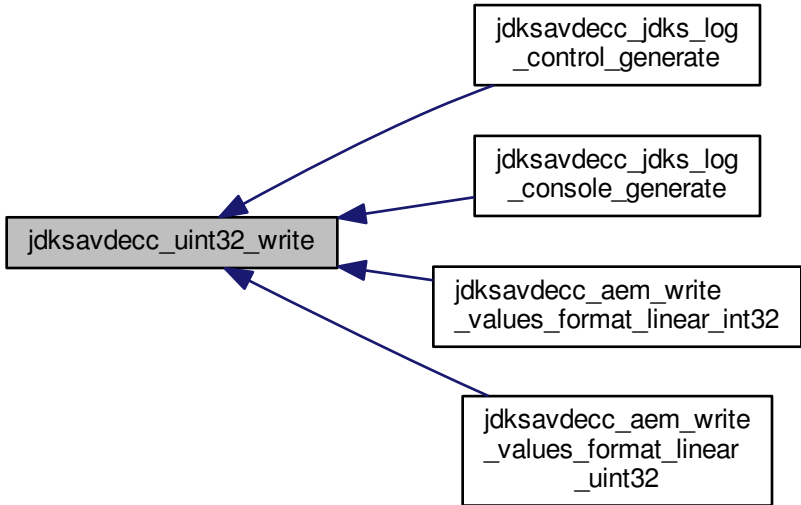 jdksavdecc_jdks_log
_control_generate
jdksavdecc_jdks_log
_console_generate
jdksavdecc_uint32_write
jdksavdecc_aem_write
_values_format_linear_int32
jdksavdecc_aem_write
_values_format_linear
_uint32